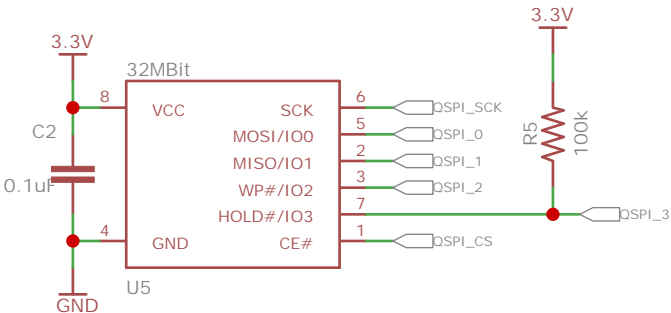 3.3V
3.3V
32MBit
8
VCC
SCK
6
QSPI_SCK
MOSI/IO0
5
QSPI_0
C2
R5
100k
MISO/IO1
2
QSPI_1
0.1uF
WP#/IO2
3
QSPI_2
HOLD#/IO3
7
QSPI_3
4
GND
CE#
1
QSPI_CS
U5
GND